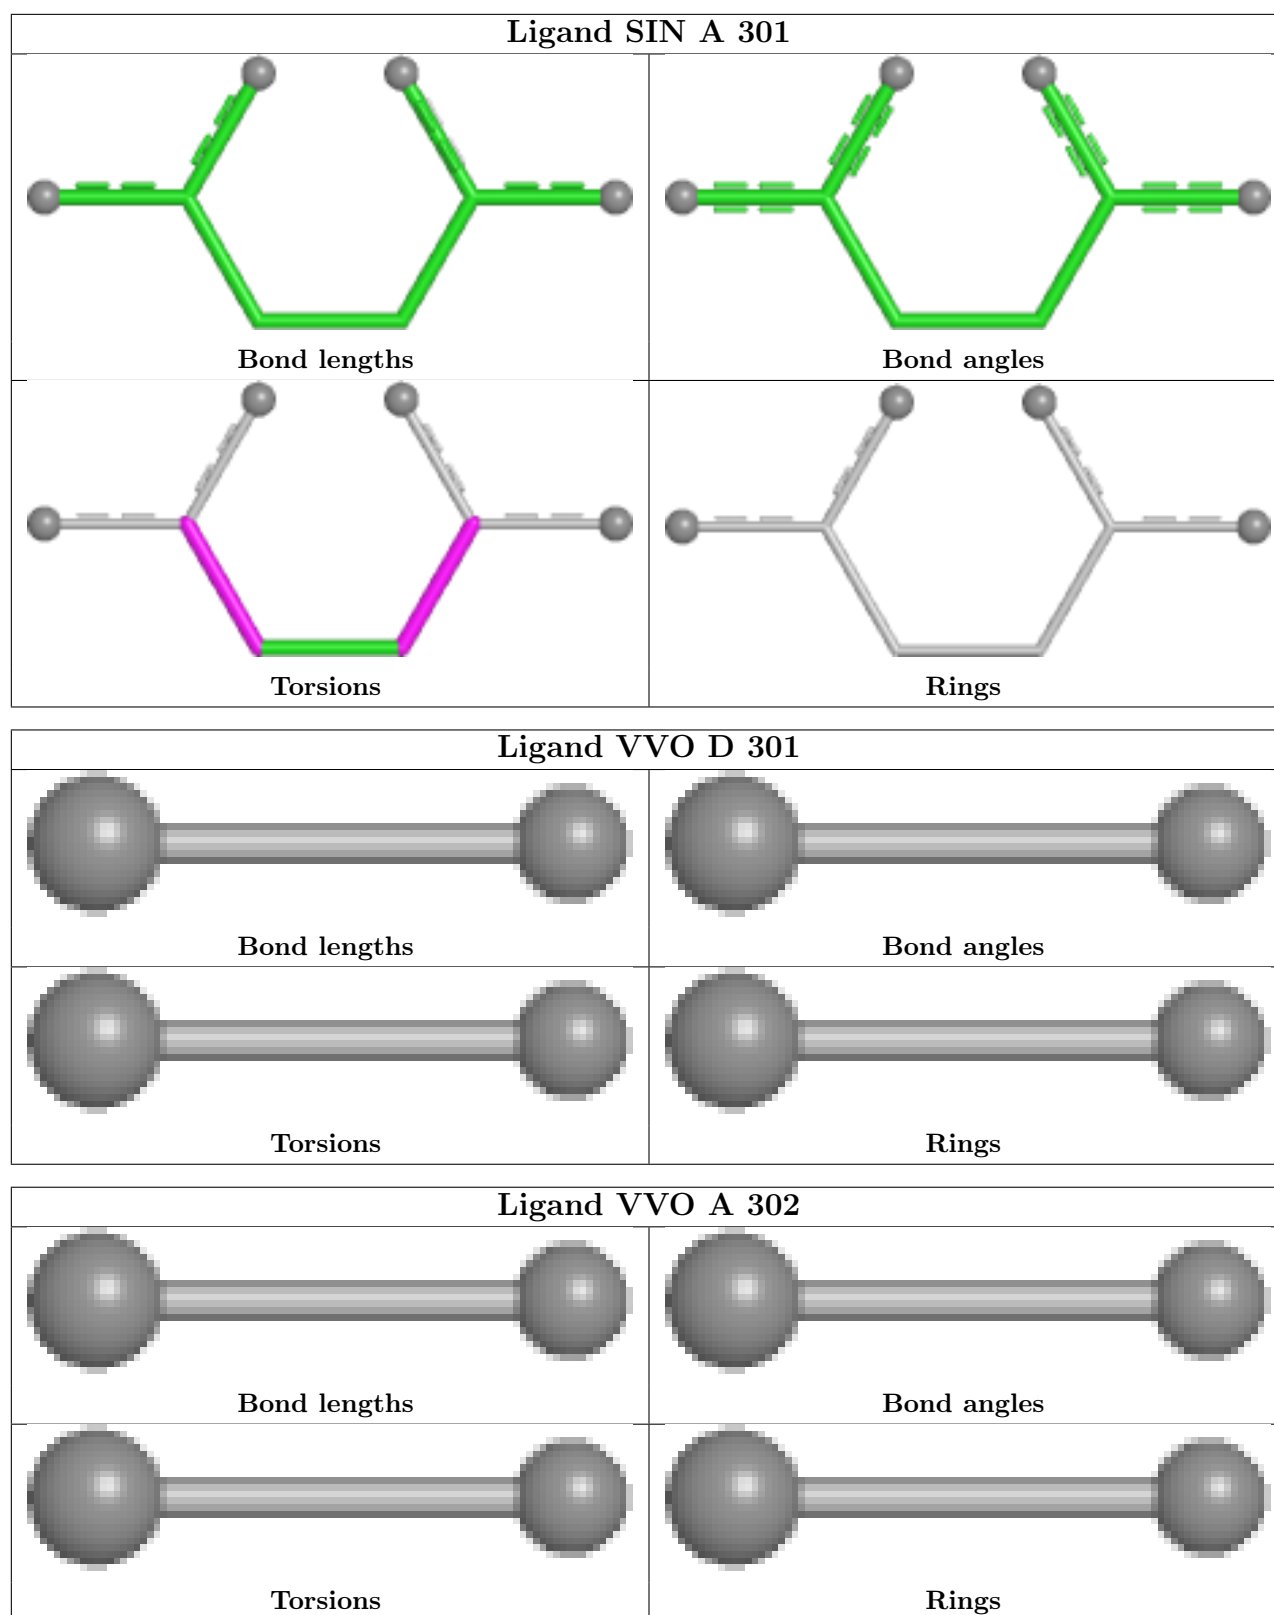 Ligand SIN A 301
Bond lengths
Bond angles
Torsions
Rings
Ligand VVO D 301
Bond lengths
Bond angles
Torsions
Rings
Ligand VVO A 302
Bond lengths
Bond angles
Torsions
Rings